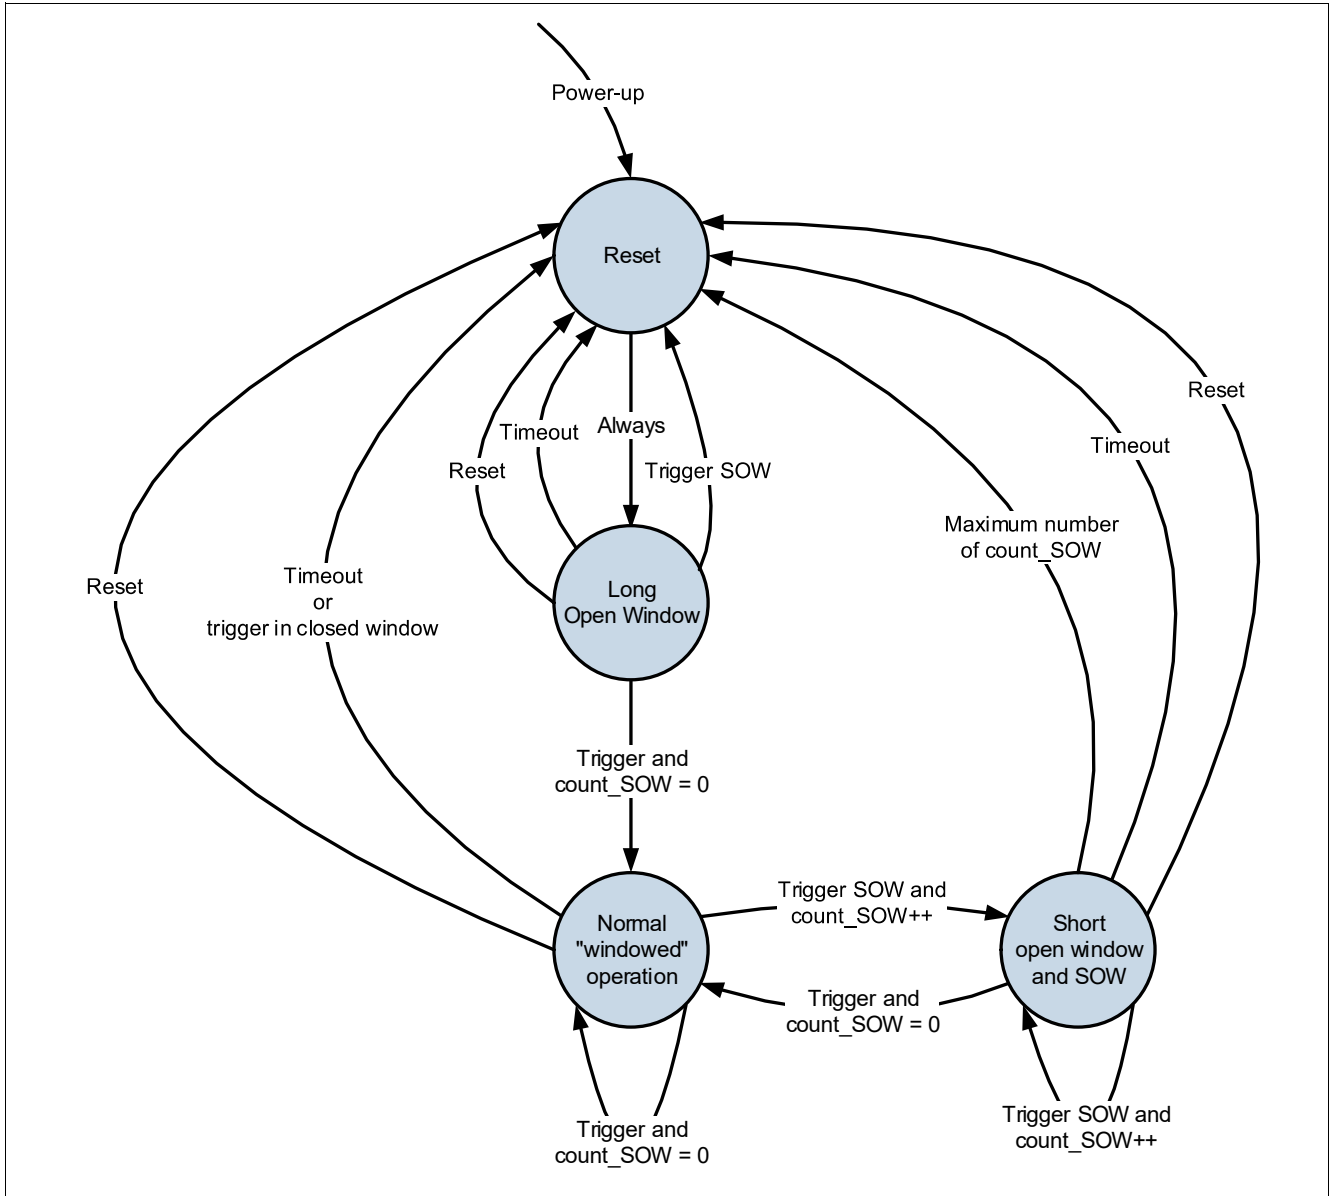 Power-up
Reset
Reset
Always
Timeout
Timeout
Reset
Trigger SOW
Maximum number
of count_SOW
Timeout
or
trigger in closed window
Reset
Long
Open Window
Trigger and
count_SOW = 0
Trigger SOW and
count_SOW++
Normal
"windowed"
operation
Short
open window
and SOW
Trigger and
count_SOW = 0
Trigger SOW and
count_SOW++
Trigger and
count_SOW = 0